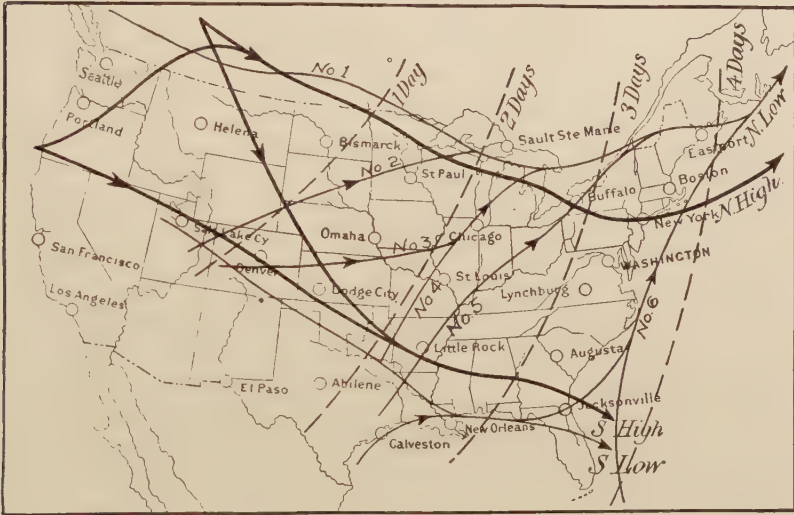 No 1
Seattle
Portland
Helena
Bismarck
1 Day
2 Days
3 Days
4 Days
No 2
St Paul
Sault Ste Marie
Eastport
N. Low
Boston
Buffalo
New York
N. High
San Francisco
Salt Lake Cy
Omaha
No 3
Chicago
Denver
Dodge City
No 4
St Louis
No. 5
WASHINGTON
Lynchburg
No. 6
Los Angeles
Little Rock
Augusta
El Paso
Abilene
Jacksonville
New Orleans
Galveston
S High
S Low